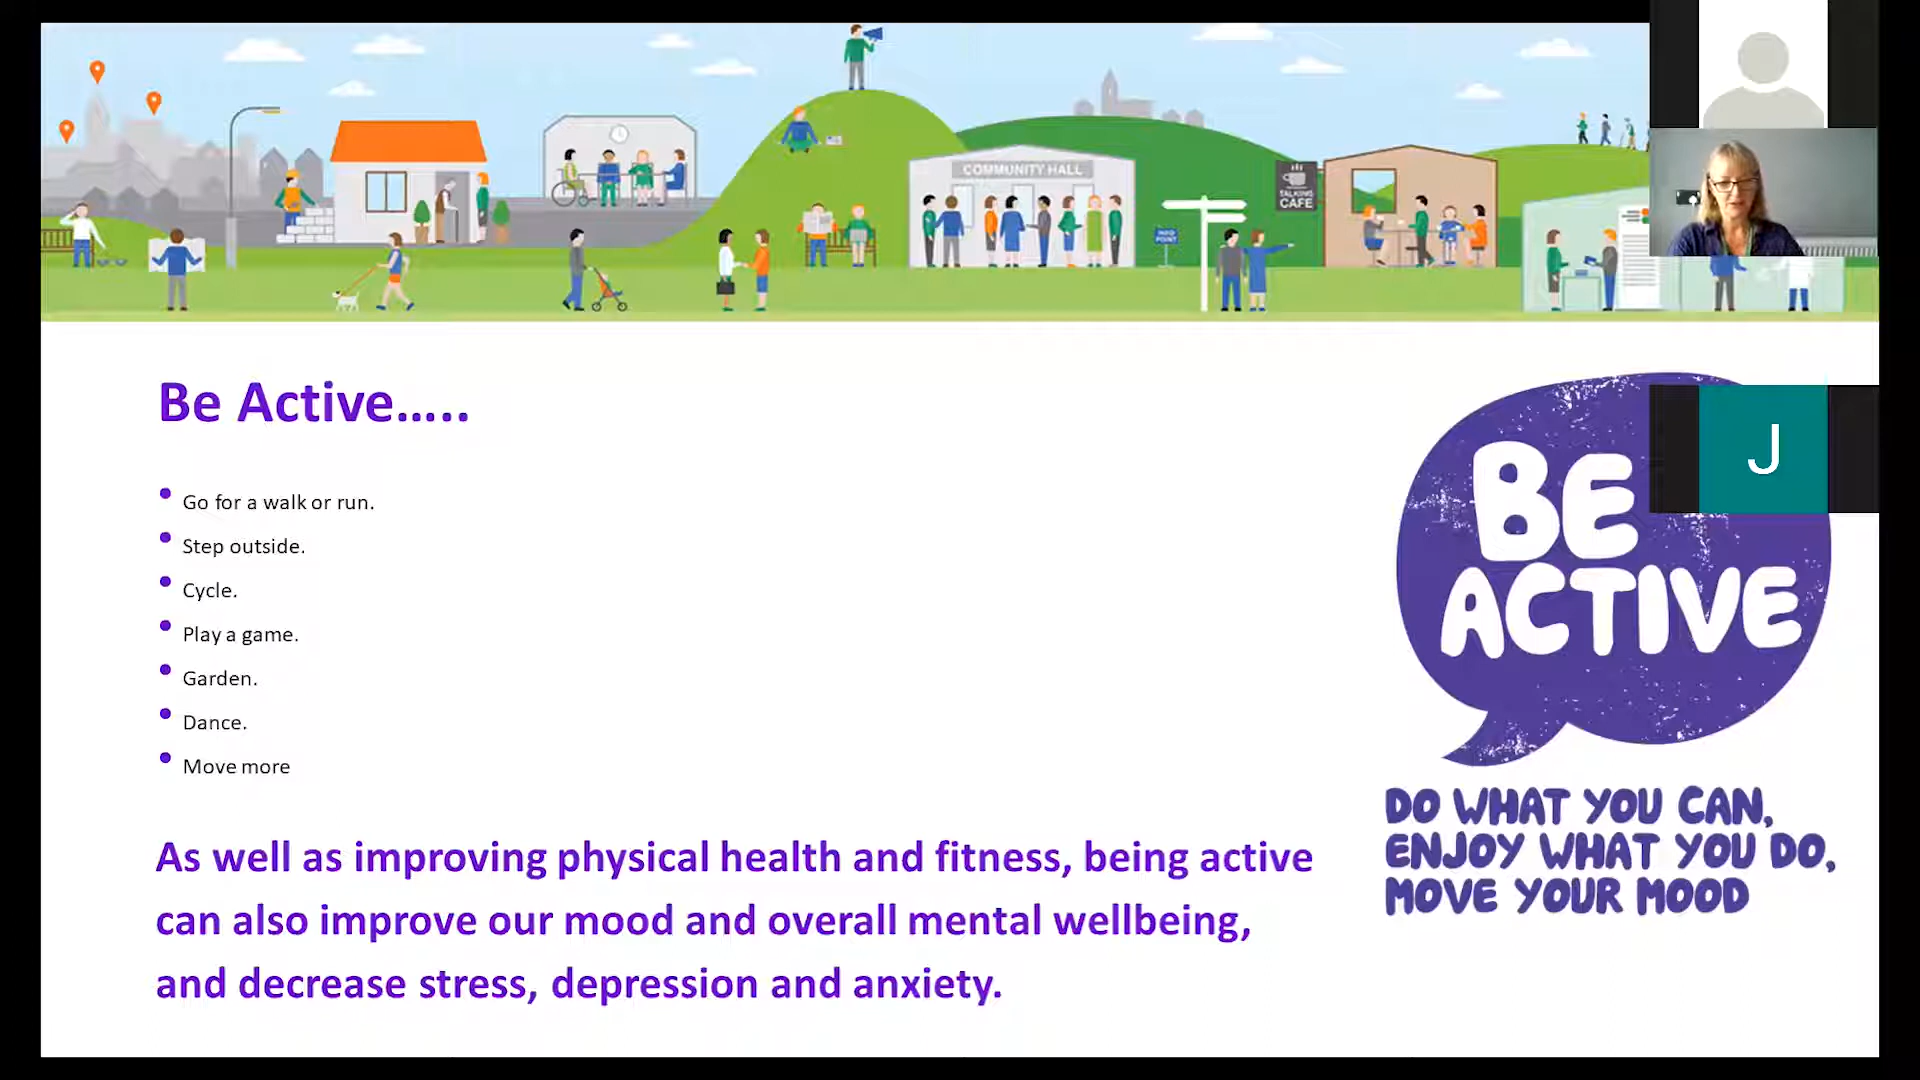 COMMUNITY HALL
TALKING
CAFE
INFO
POINT
Be Active.....
• Go for a walk or run.
• Step outside.
• Cycle.
• Play a game.
• Garden.
• Dance.
• Move more
As well as improving physical health and fitness, being active
can also improve our mood and overall mental wellbeing,
and decrease stress, depression and anxiety.
J
BE
ACTIVE
DO WHAT YOU CAN,
ENJOY WHAT YOU DO,
MOVE YOUR MOOD